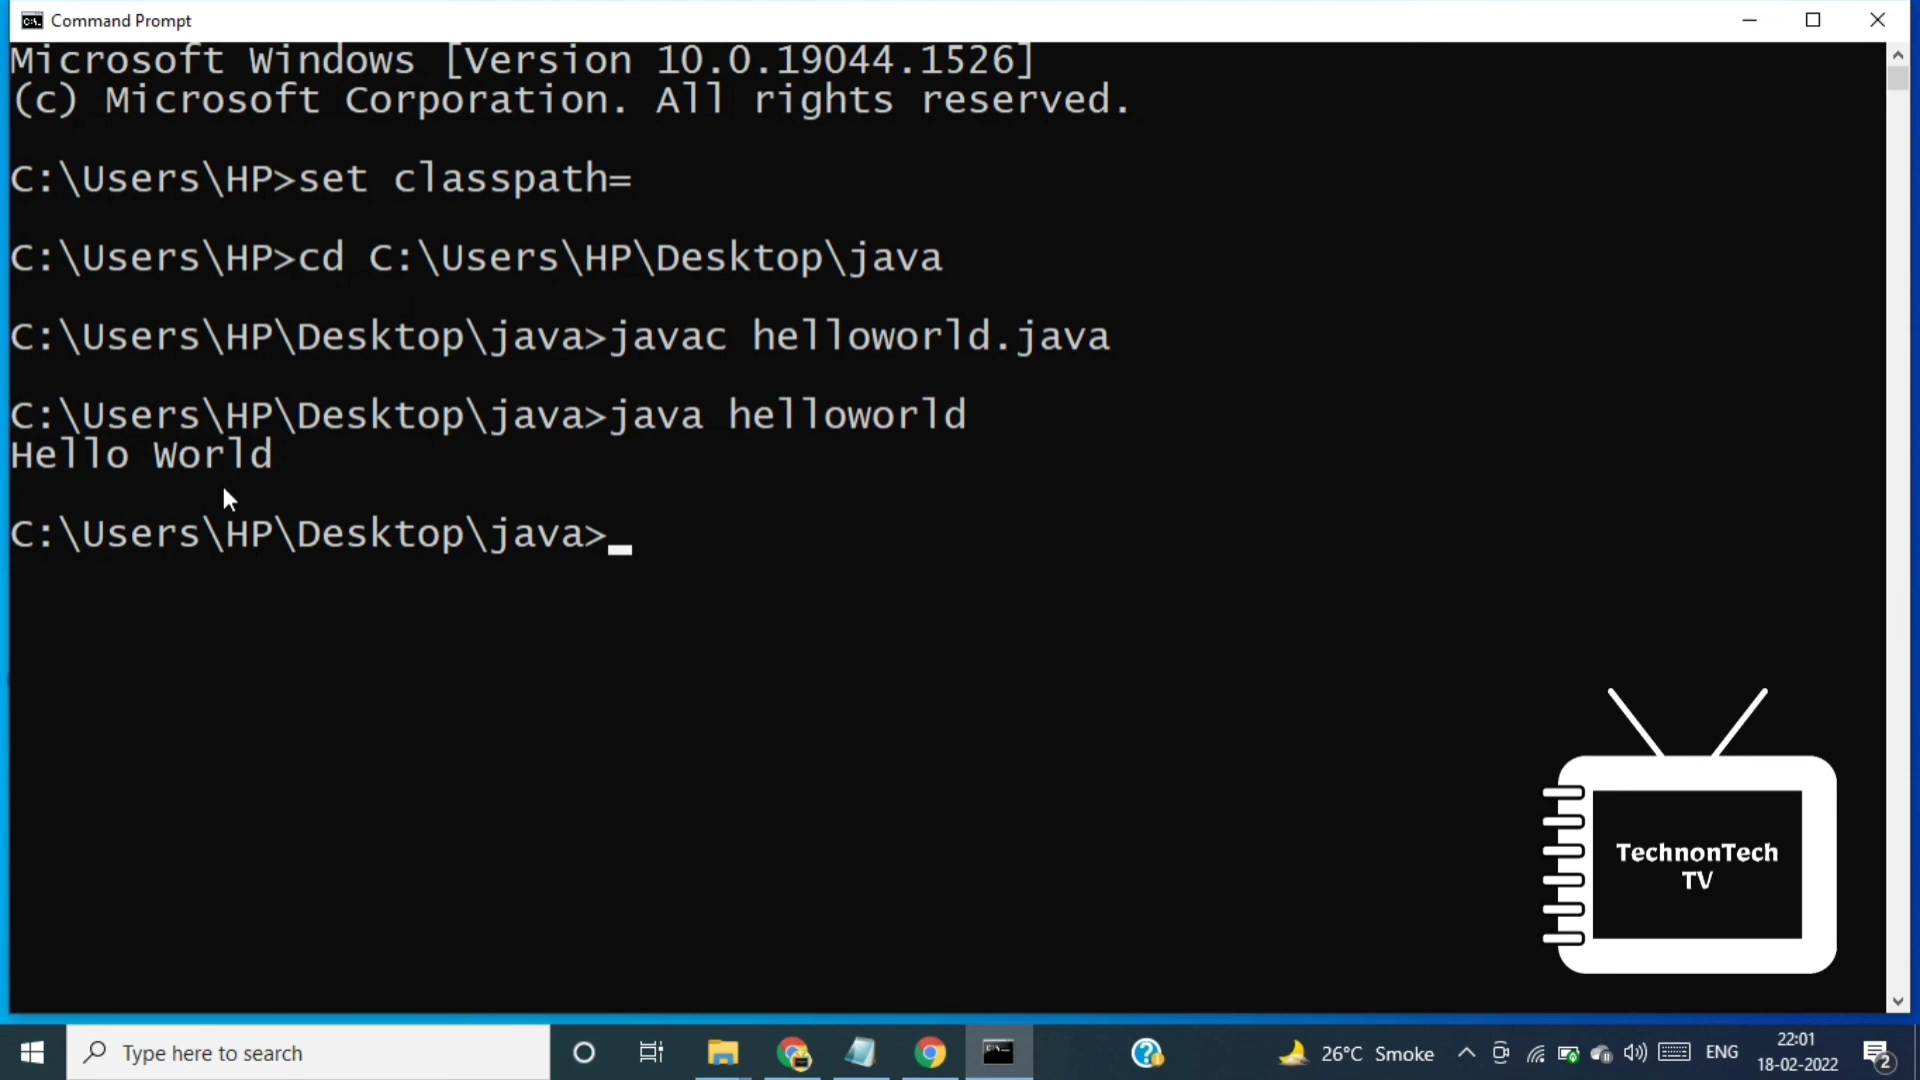 Command Prompt
Microsoft Windows [Version 10.0.19044.1526]
(c) Microsoft Corporation. All rights reserved.
C:\Users\HP>set classpath=
C:\Users\HP>cd C:\Users\HP\Desktop\java
C:\Users\HP\Desktop\java>javac helloworld.java
C:\Users\HP\Desktop\java>java helloworld
Hello World
C:\Users\HP\Desktop\java>
TechnonTech
TV
Type here to search
26°C Smoke
ENG
22:01
18-02-2022
2